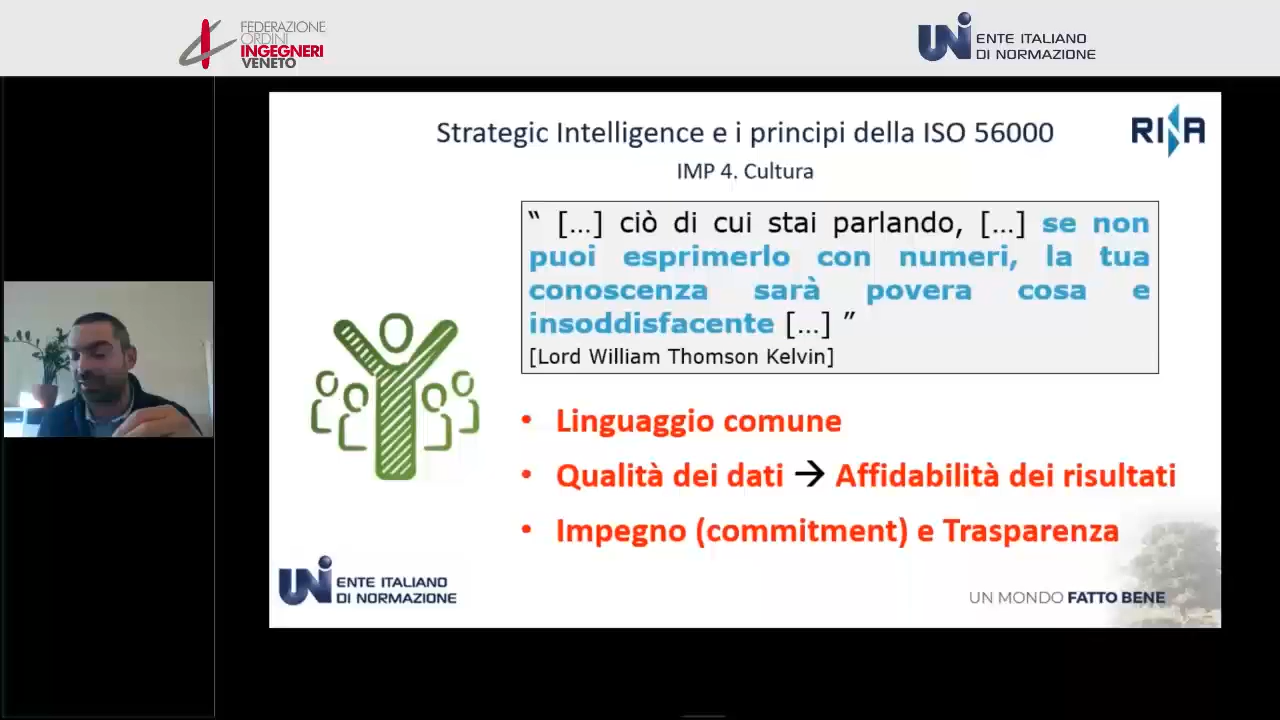 FEDERAZIONE
ORDINI
INGEGNERI
VENETO
UNI ENTE ITALIANO
DI NORMAZIONE
Strategic Intelligence e i principi della ISO 56000
RINA
IMP 4. Cultura
“ […] ciò di cui stai parlando, […] se non
puoi esprimerlo con numeri, la tua
conoscenza sarà povera cosa e
insoddisfacente […] ”
[Lord William Thomson Kelvin]
• Linguaggio comune
• Qualità dei dati → Affidabilità dei risultati
• Impegno (commitment) e Trasparenza
UNI ENTE ITALIANO
DI NORMAZIONE
UN MONDO FATTO BENE